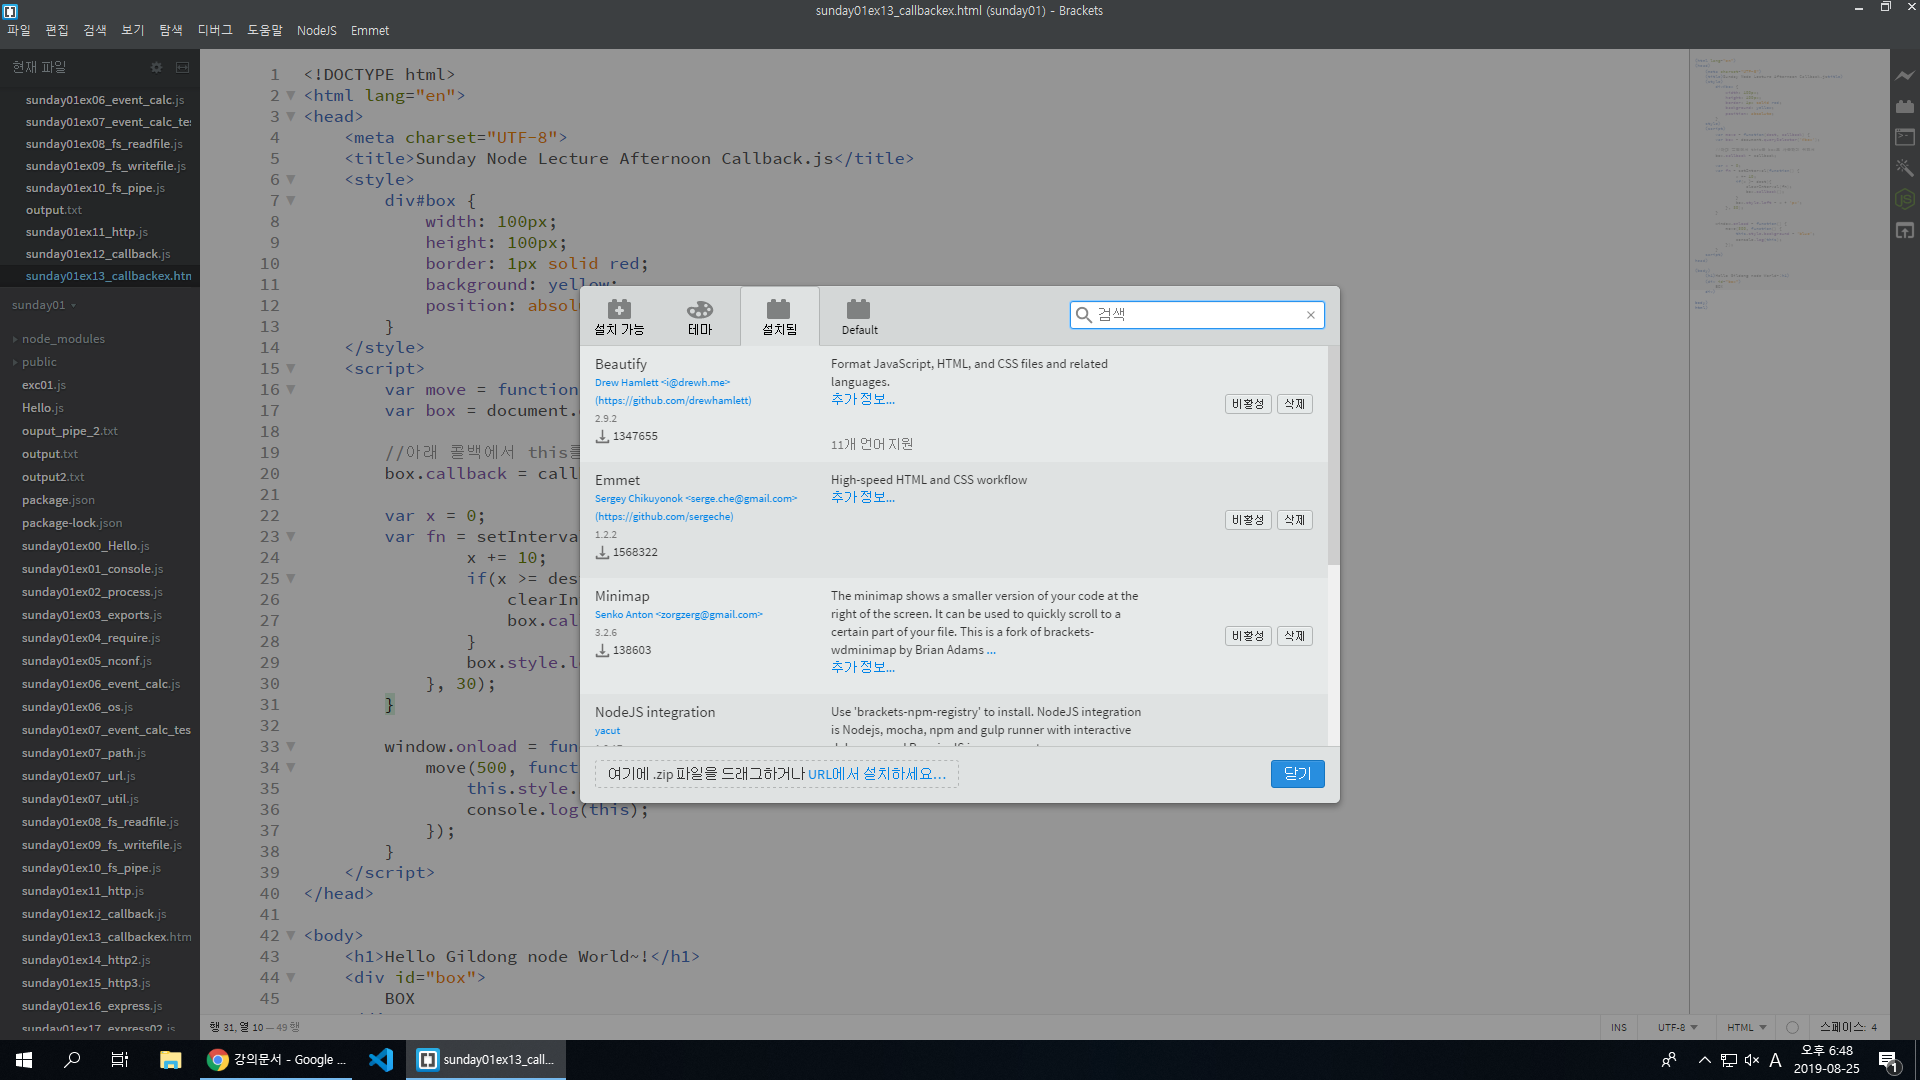 sunday01ex13_callbackex.html (sunday01) - Brackets
파일 편집 검색 보기 탐색 디버그 도움말 NodeJS Emmet
현재 파일
sunday01ex06_event_calc.js
sunday01ex07_event_calc_tes
sunday01ex08_fs_readfile.js
sunday01ex09_fs_writefile.js
sunday01ex10_fs_pipe.js
output.txt
sunday01ex11_http.js
sunday01ex12_callback.js
sunday01ex13_callbackex.htm
sunday01
node_modules
public
exc01.js
Hello.js
ouput_pipe_2.txt
output.txt
output2.txt
package.json
package-lock.json
sunday01ex00_Hello.js
sunday01ex01_console.js
sunday01ex02_process.js
sunday01ex03_exports.js
sunday01ex04_require.js
sunday01ex05_nconf.js
sunday01ex06_event_calc.js
sunday01ex06_os.js
sunday01ex07_event_calc_tes
sunday01ex07_path.js
sunday01ex07_url.js
sunday01ex07_util.js
sunday01ex08_fs_readfile.js
sunday01ex09_fs_writefile.js
sunday01ex10_fs_pipe.js
sunday01ex11_http.js
sunday01ex12_callback.js
sunday01ex13_callbackex.htm
sunday01ex14_http2.js
sunday01ex15_http3.js
sunday01ex16_express.js
sunday01ex17_express02.js
1 <!DOCTYPE html>
2 <html lang="en">
3 <head>
4 <meta charset="UTF-8">
5 <title>Sunday Node Lecture Afternoon Callback.js</title>
6 <style>
7 div#box {
8 width: 100px;
9 height: 100px;
10 border: 1px solid red;
11 background: yellow;
12 position: absol
13 }
14 </style>
15 <script>
16 var move = function
17 var box = document.
18
19 //아래 콜백에서 this를
20 box.callback = call
21
22 var x = 0;
23 var fn = setInterva
24 x += 10;
25 if(x >= des
26 clearIn
27 box.cal
28 }
29 box.style.l
30 }, 30);
31 }
32
33 window.onload = fun
34 move(500, funct
35 this.style.
36 console.log(this);
37 });
38 }
39 </script>
40 </head>
41
42 <body>
43 <h1>Hello Gildong node World~!</h1>
44 <div id="box">
45 BOX
설치 가능 테마 설치됨 Default 검색 ×
Beautify
Drew Hamlett <i@drewh.me>
(https://github.com/drewhamlett)
2.9.2
1347655
Format JavaScript, HTML, and CSS files and related
languages.
추가 정보...
11개 언어 지원
비활성 삭제
Emmet
Sergey Chikuyonok <serge.che@gmail.com>
(https://github.com/sergeche)
1.2.2
1568322
High-speed HTML and CSS workflow
추가 정보...
비활성 삭제
Minimap
Senko Anton <zorgzerg@gmail.com>
3.2.6
138603
The minimap shows a smaller version of your code at the
right of the screen. It can be used to quickly scroll to a
certain part of your file. This is a fork of brackets-
wdminimap by Brian Adams ...
추가 정보...
비활성 삭제
NodeJS integration
yacut
Use 'brackets-npm-registry' to install. NodeJS integration
is Nodejs, mocha, npm and gulp runner with interactive
여기에 .zip 파일을 드래그하거나 URL에서 설치하세요...
닫기
행 31, 열 10 — 49 행
INS UTF-8 HTML 스페이스: 4
강의문서 - Google ...
sunday01ex13_call...
A
오후 6:48
2019-08-25
1